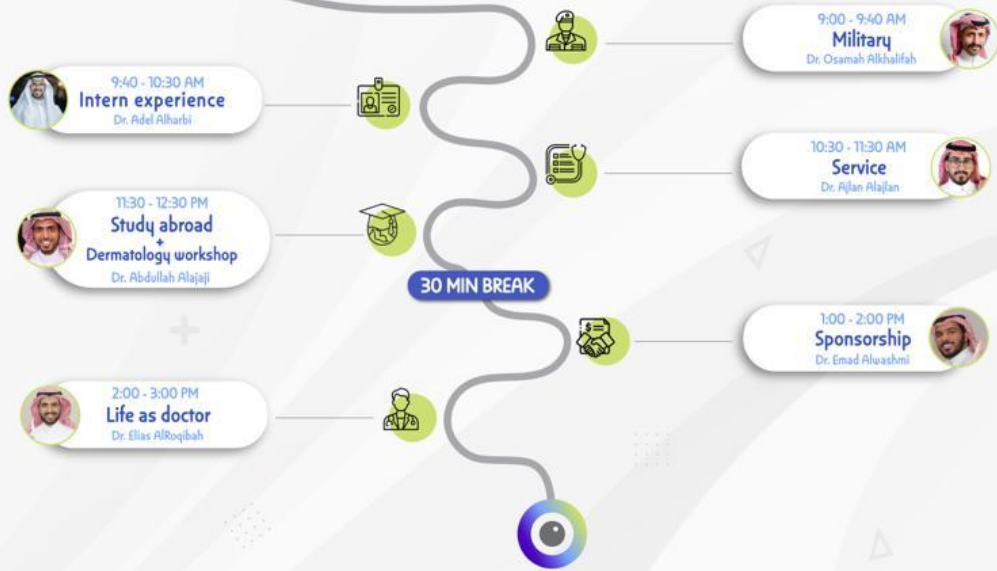 9:00 - 9:40 AM
Military
Dr. Osamah Alkhalifah
9:40 - 10:30 AM
Intern experience
Dr. Adel Alharbi
10:30 - 11:30 AM
Service
Dr. Ajlan Alajlan
11:30 - 12:30 PM
Study abroad
+
Dermatology workshop
Dr. Abdullah Alajaji
30 MIN BREAK
1:00 - 2:00 PM
Sponsorship
Dr. Emad Alwashmi
2:00 - 3:00 PM
Life as doctor
Dr. Elias AlRoqibah